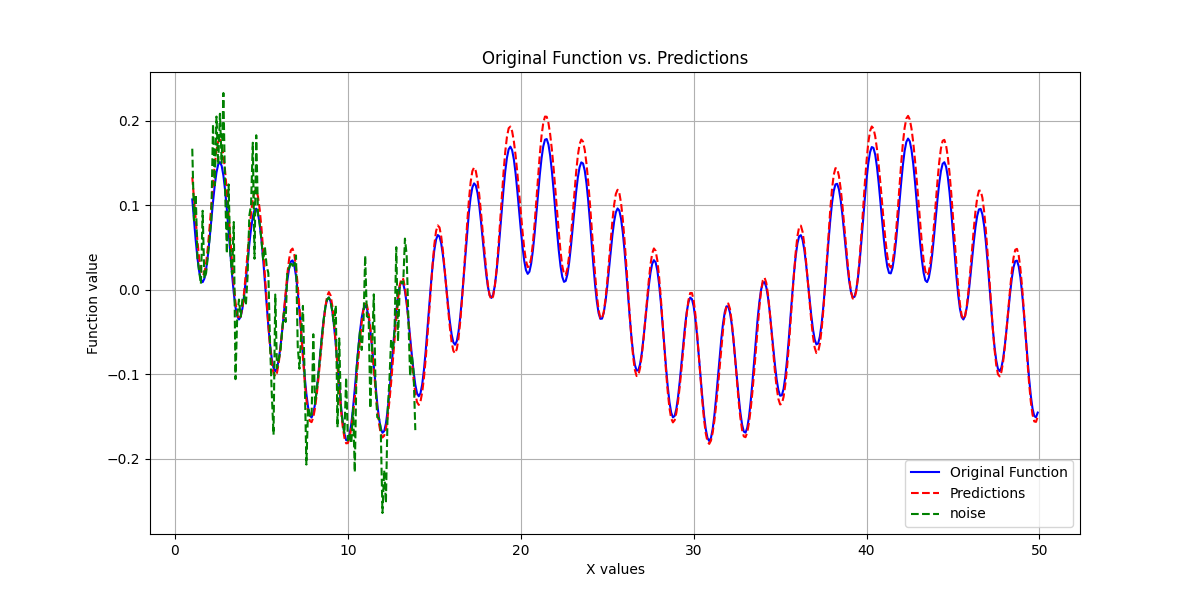 Original Function vs. Predictions
Function value
0.2
0.1
0.0
−0.1
−0.2
0
10
20
30
40
50
X values
Original Function
Predictions
noise